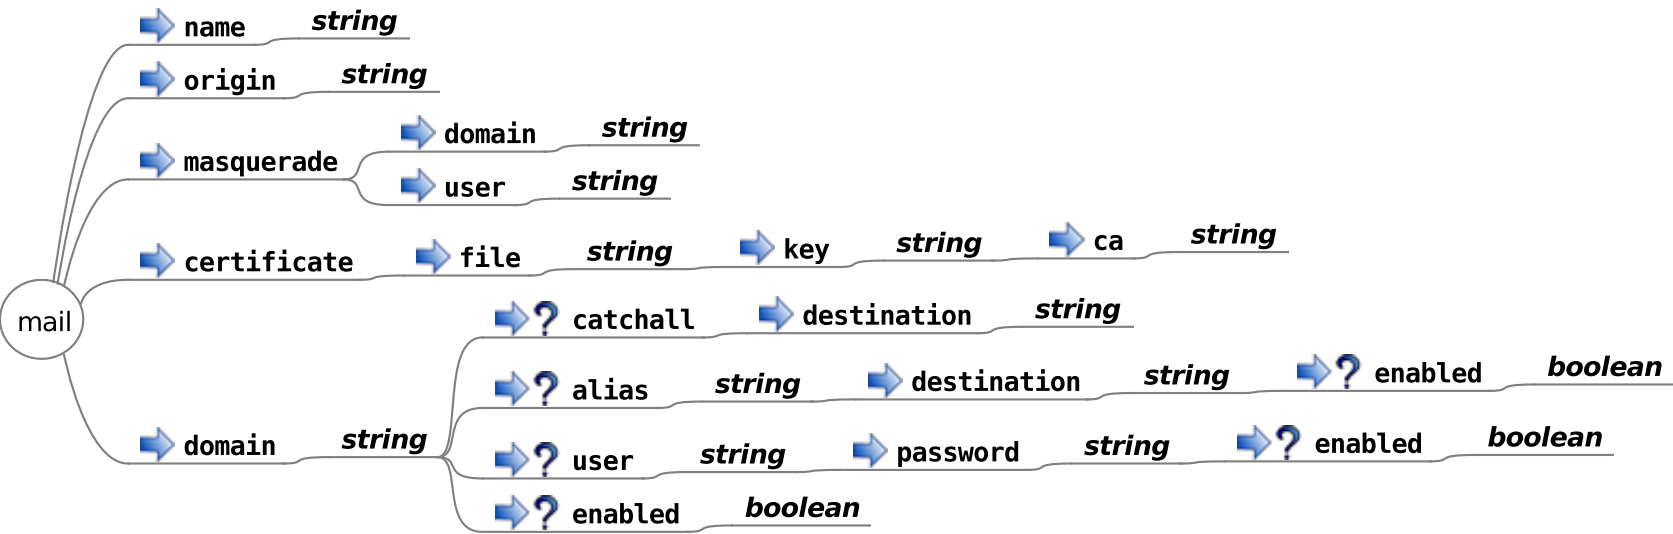 mail
name string
origin string
masquerade
domain string
user string
certificate file string key string ca string
domain string
? catchall destination string
? alias string destination string ? enabled boolean
? user string password string ? enabled boolean
? enabled boolean